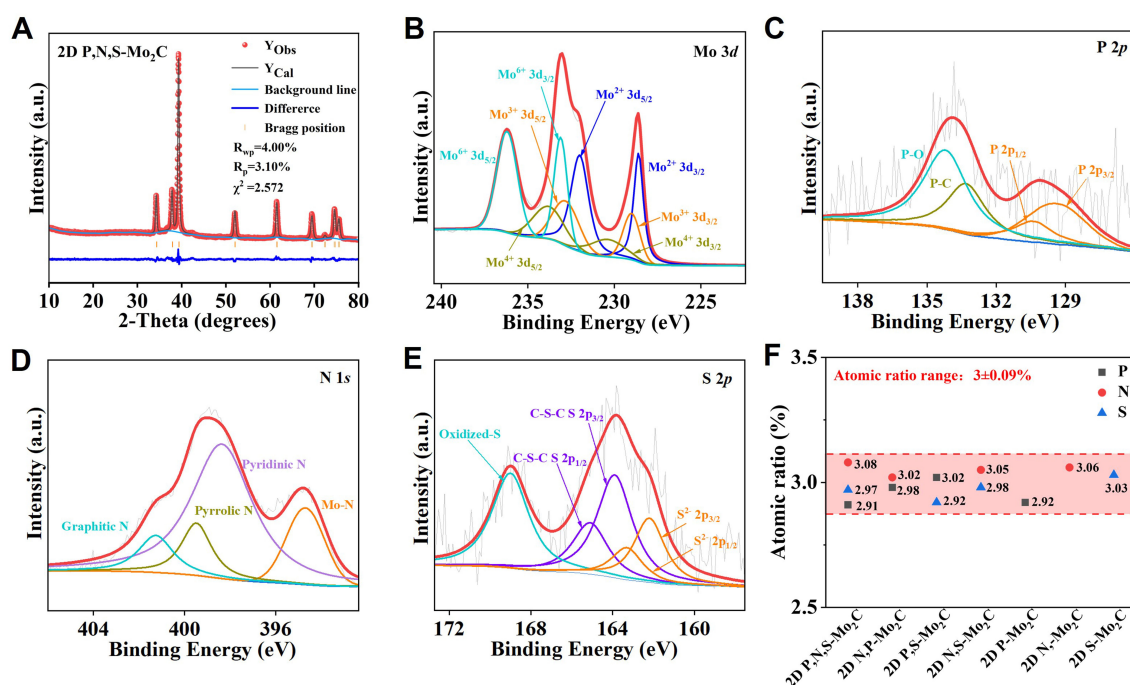 A
2D P,N,S-Mo₂C
Y_Obs
Y_Cal
Background line
Differerce
Bragg position
R_wp=4.00%
R_p=3.10%
χ² =2.572
Intensity (a.u.)
10 20 30 40 50 60 70 80
2-Theta (degrees)
B
Mo 3d
Mo⁶⁺ 3d₃/₂
Mo³⁺ 3d₅/₂
Mo²⁺ 3d₅/₂
Mo⁶⁺ 3d₅/₂
Mo²⁺ 3d₃/₂
Mo³⁺ 3d₃/₂
Mo⁴⁺ 3d₃/₂
Mo⁴⁺ 3d₅/₂
Intensity (a.u.)
240 235 230 225
Binding Energy (eV)
C
P 2p
P-O
P-C
P 2p₁/₂
P 2p₃/₂
Intensity (a.u.)
138 135 132 129
Binding Energy (eV)
D
N 1s
Pyridinic N
Graphitic N
Pyrrolic N
Mo-N
Intensity (a.u.)
404 400 396
Binding Energy (eV)
E
S 2p
C-S-C S 2p₃/₂
Oxidized-S
C-S-C S 2p₁/₂
S²⁻ 2p₃/₂
S²⁻ 2p₁/₂
Intensity (a.u.)
172 168 164 160
Binding Energy (eV)
F
Atomic ratio range: 3±0.09%
P
N
S
3.5
3.0
2.5
Atomic ratio (%)
3.08
2.97
2.91
3.02
2.98
3.02
2.92
3.05
2.98
2.92
3.06
3.03
2D P,N,S-Mo₂C
2D N,P-Mo₂C
2D P,S-Mo₂C
2D N,S-Mo₂C
2D P-Mo₂C
2D N,-Mo₂C
2D S-Mo₂C